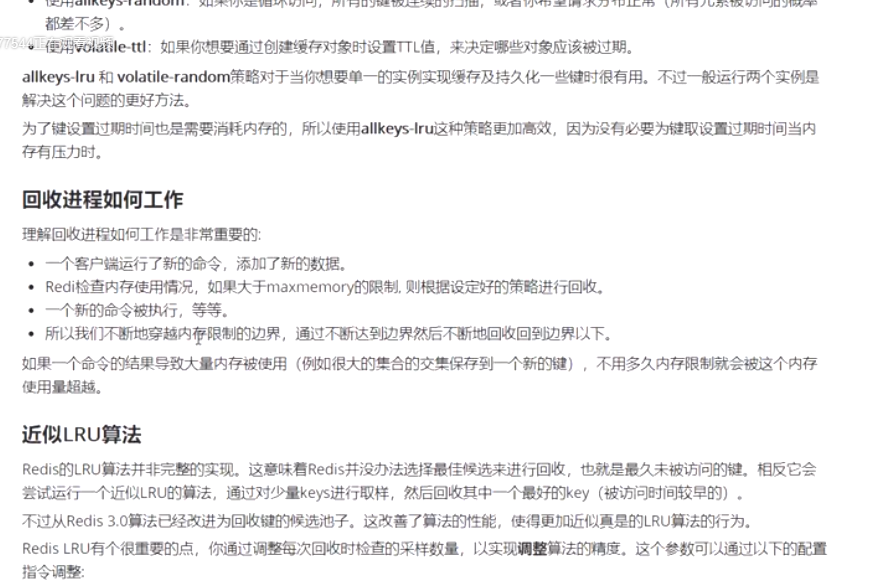 使用allkeys-random：如果你是循环访问，所有的键被连续的扫描，或者你希望请求分布正常（所有元素被访问的概率
都差不多）。
使用volatile-ttl：如果你想要通过创建缓存对象时设置TTL值，来决定哪些对象应该被过期。
allkeys-lru 和 volatile-random策略对于当你想要单一的实例实现缓存及持久化一些键时很有用。不过一般运行两个实例是
解决这个问题的更好方法。
为了键设置过期时间也是需要消耗内存的，所以使用allkeys-lru这种策略更加高效，因为没有必要为键取设置过期时间当内
存有压力时。
回收进程如何工作
理解回收进程如何工作是非常重要的:
一个客户端运行了新的命令，添加了新的数据。
Redi检查内存使用情况，如果大于maxmemory的限制, 则根据设定好的策略进行回收。
一个新的命令被执行，等等。
所以我们不断地穿越内存限制的边界，通过不断达到边界然后不断地回收回到边界以下。
如果一个命令的结果导致大量内存被使用（例如很大的集合的交集保存到一个新的键），不用多久内存限制就会被这个内存
使用量超越。
近似LRU算法
Redis的LRU算法并非完整的实现。这意味着Redis并没办法选择最佳候选来进行回收，也就是最久未被访问的键。相反它会
尝试运行一个近似LRU的算法，通过对少量keys进行取样，然后回收其中一个最好的key（被访问时间较早的）。
不过从Redis 3.0算法已经改进为回收键的候选池子。这改善了算法的性能，使得更加近似真是的LRU算法的行为。
Redis LRU有个很重要的点，你通过调整每次回收时检查的采样数量，以实现调整算法的精度。这个参数可以通过以下的配置
指令调整: